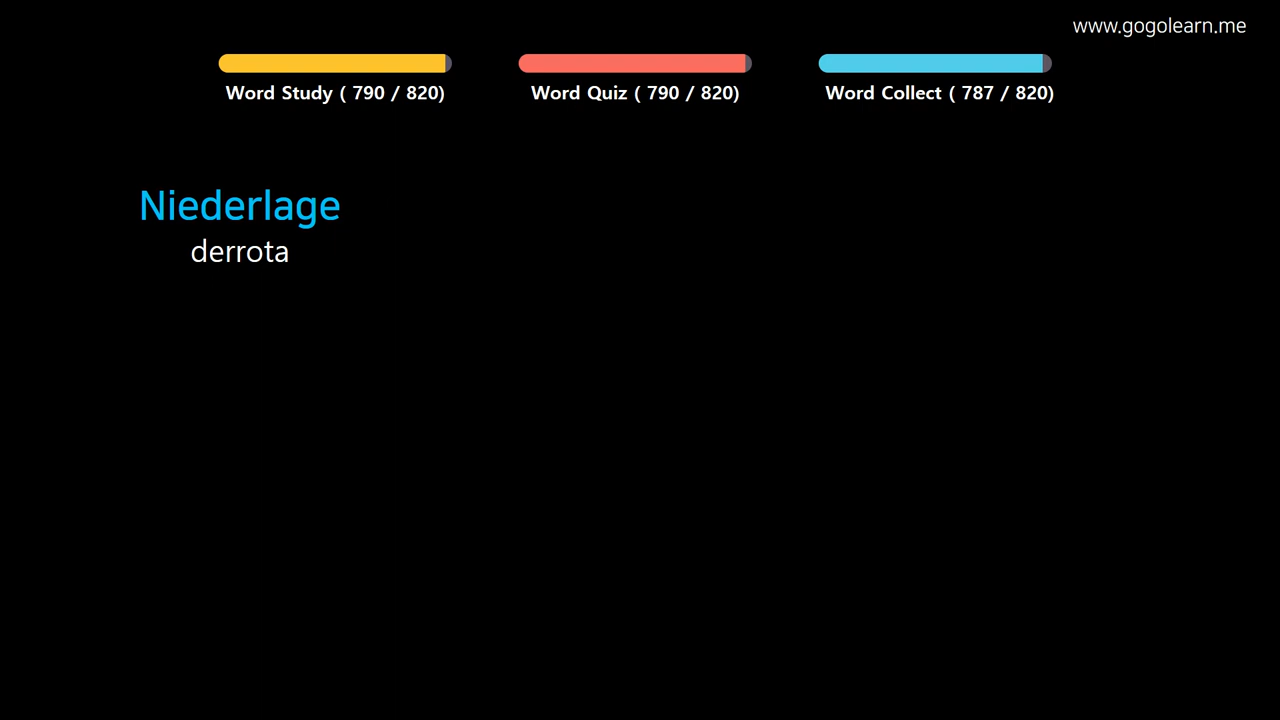 www.gogolearn.me
Word Study ( 790 / 820)
Word Quiz ( 790 / 820)
Word Collect ( 787 / 820)
Niederlage
derrota